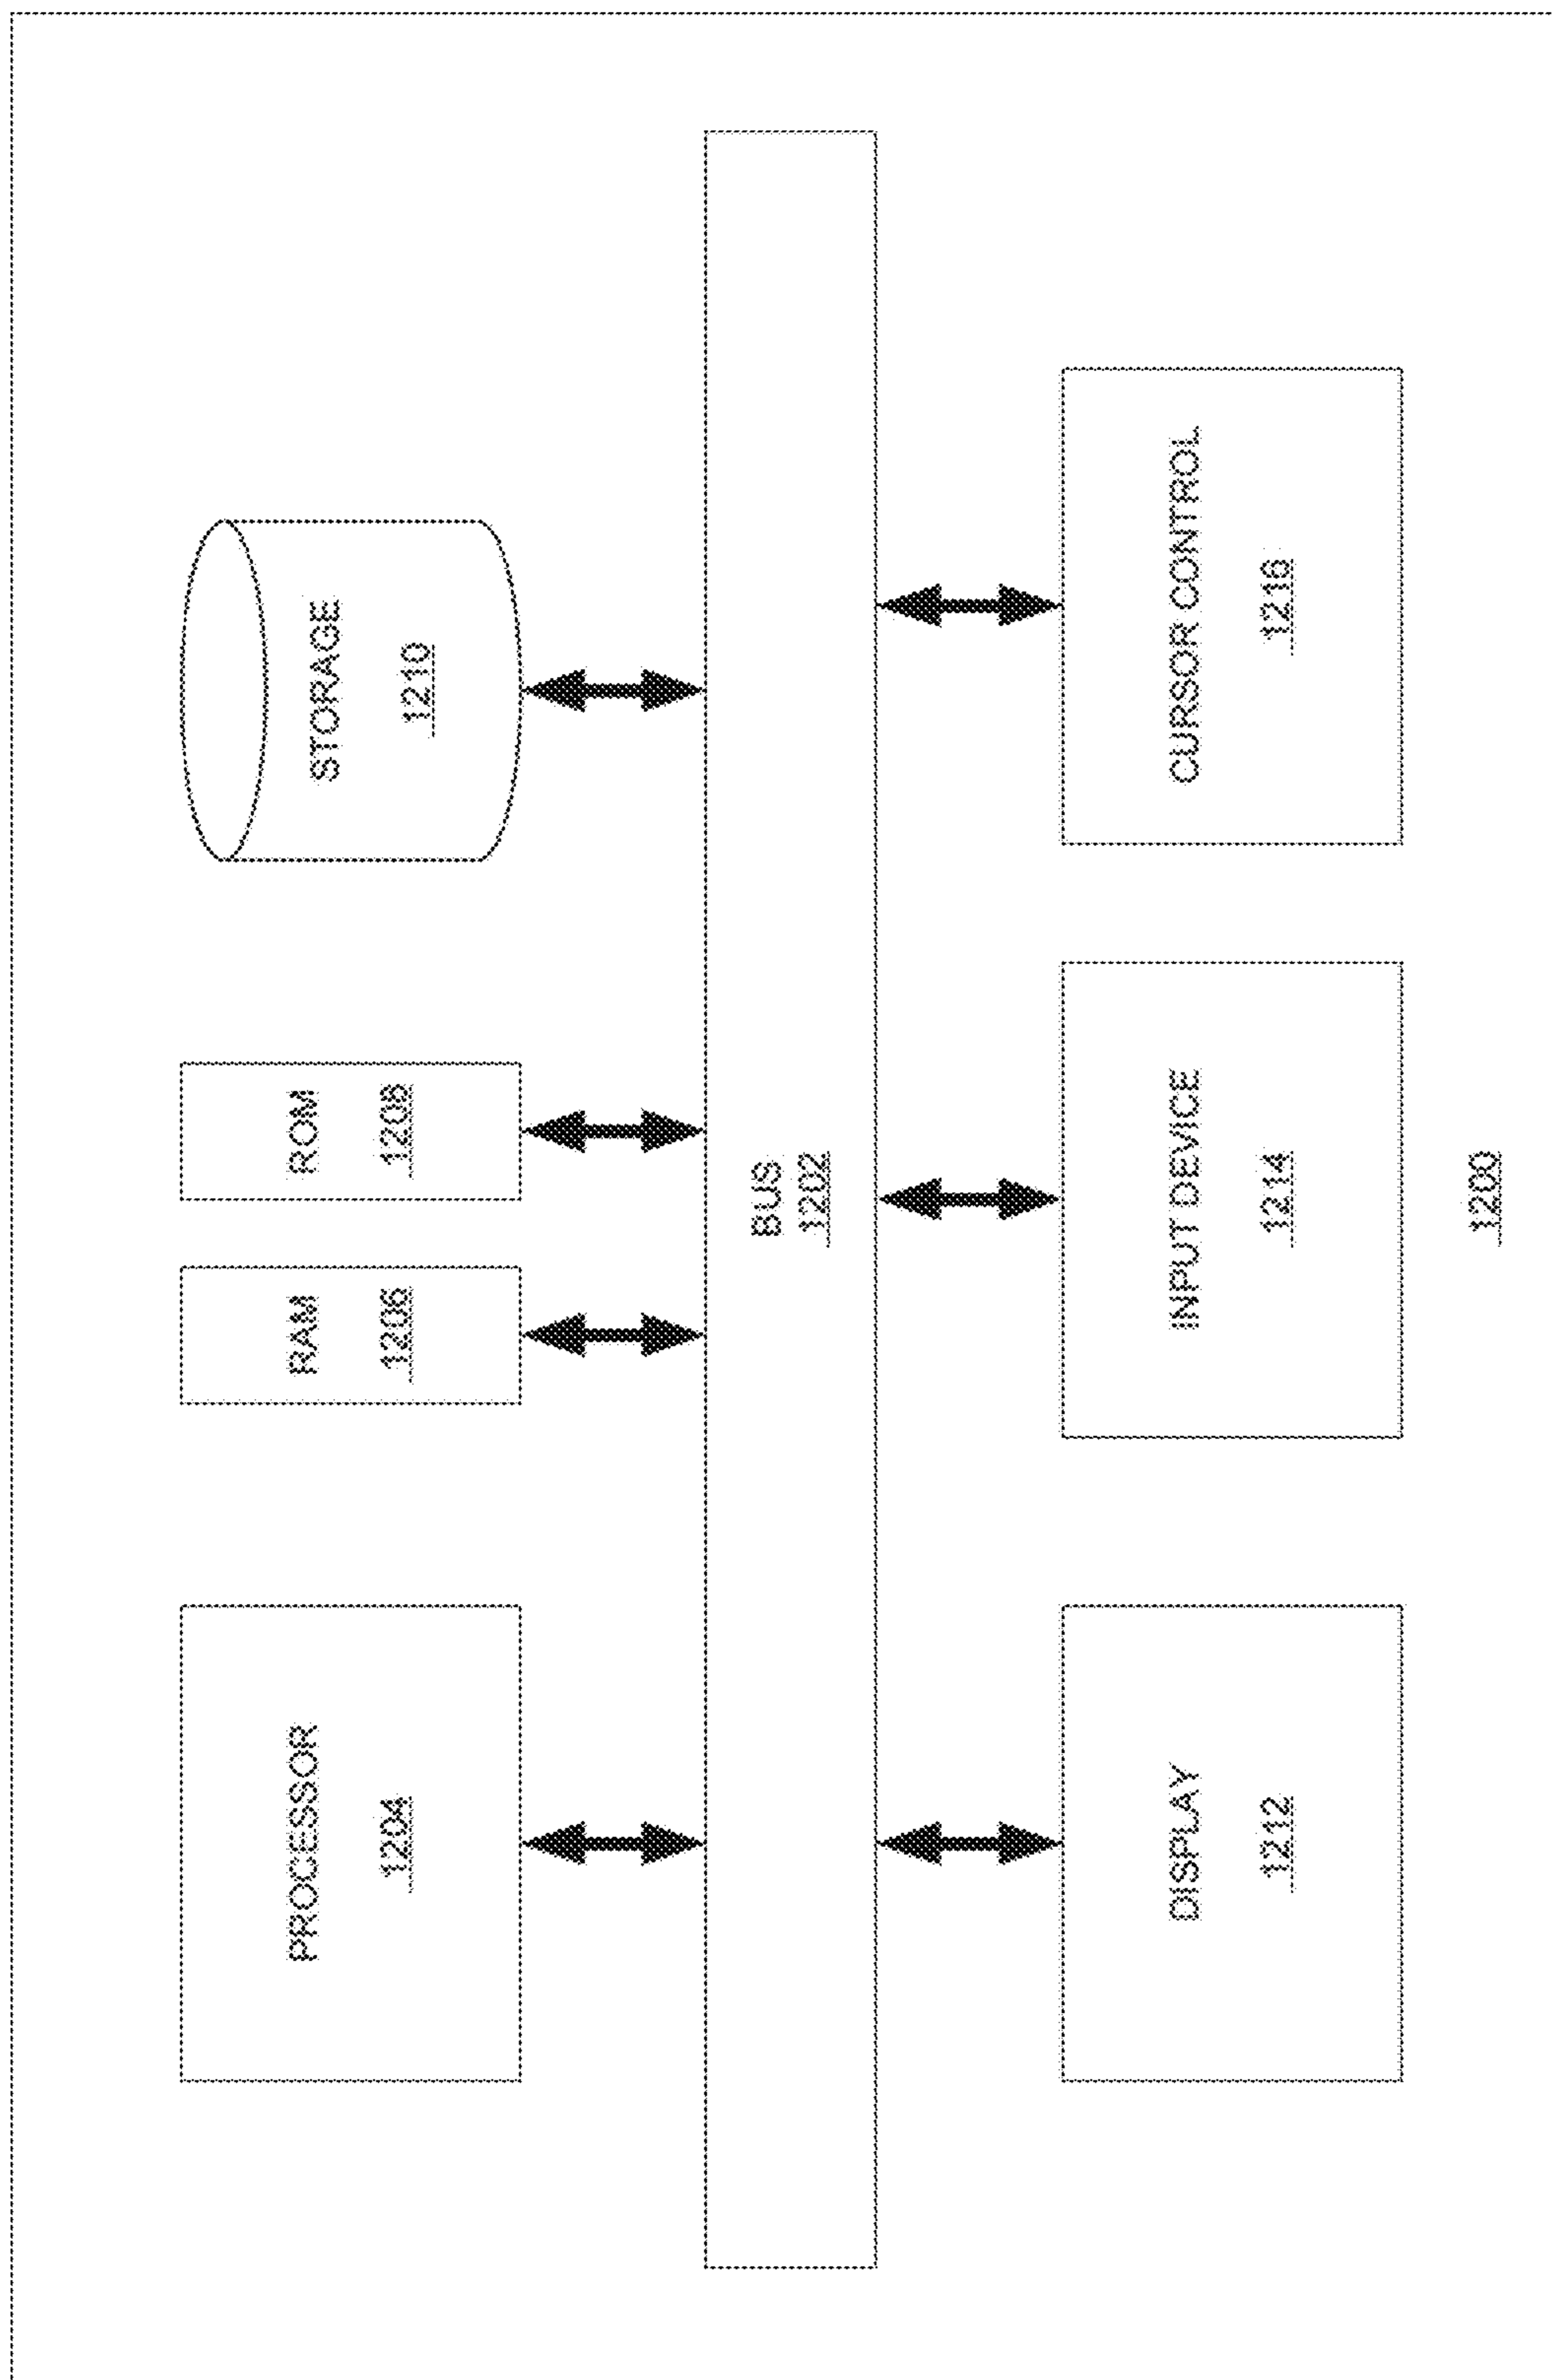 PROCESSOR
1204
RAM
1206
ROM
1208
STORAGE
1210
BUS
1202
DISPLAY
1212
INPUT DEVICE
1214
CURSOR CONTROL
1216
1200